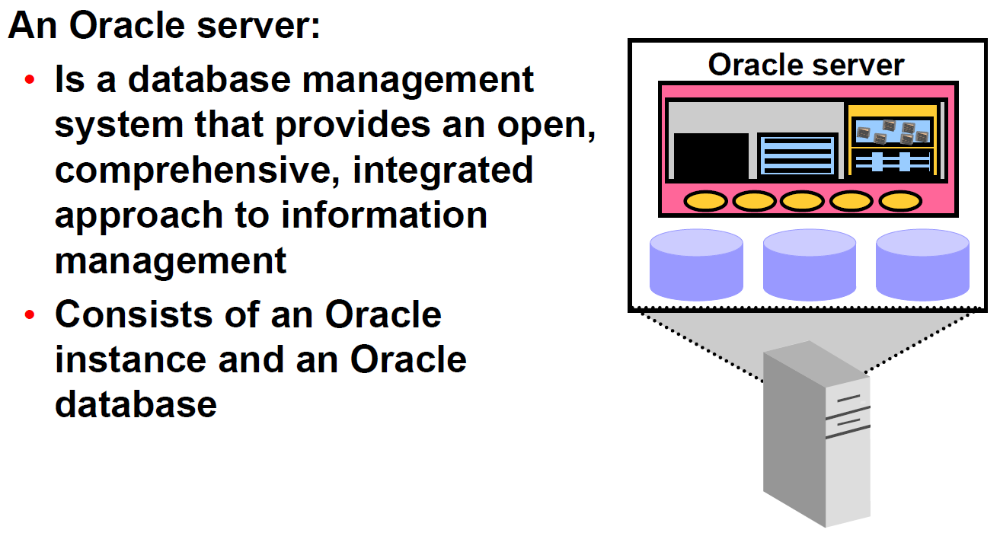 An Oracle server:
• Is a database management
system that provides an open,
comprehensive, integrated
approach to information
management
• Consists of an Oracle
instance and an Oracle
database
Oracle server